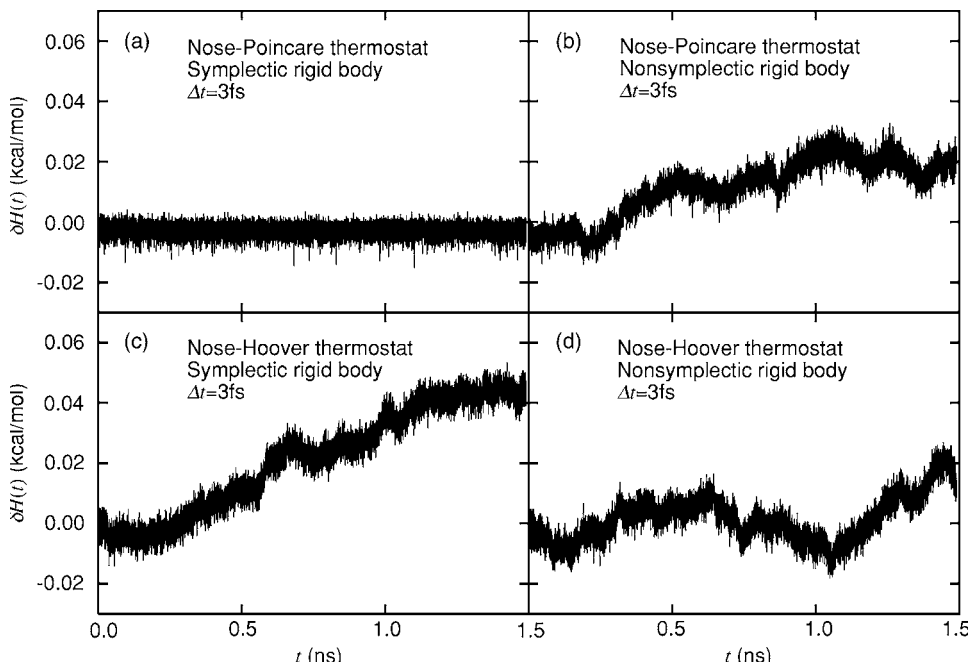 0.06
0.04
0.02
0.00
-0.02
δH(t) (kcal/mol)
(a)
Nose-Poincare thermostat
Symplectic rigid body
Δt=3fs
(b)
Nose-Poincare thermostat
Nonsymplectic rigid body
Δt=3fs
0.06
0.04
0.02
0.00
-0.02
δH(t) (kcal/mol)
(c)
Nose-Hoover thermostat
Symplectic rigid body
Δt=3fs
(d)
Nose-Hoover thermostat
Nonsymplectic rigid body
Δt=3fs
0.0 0.5 1.0 1.5 0.5 1.0 1.5
t (ns) t (ns)